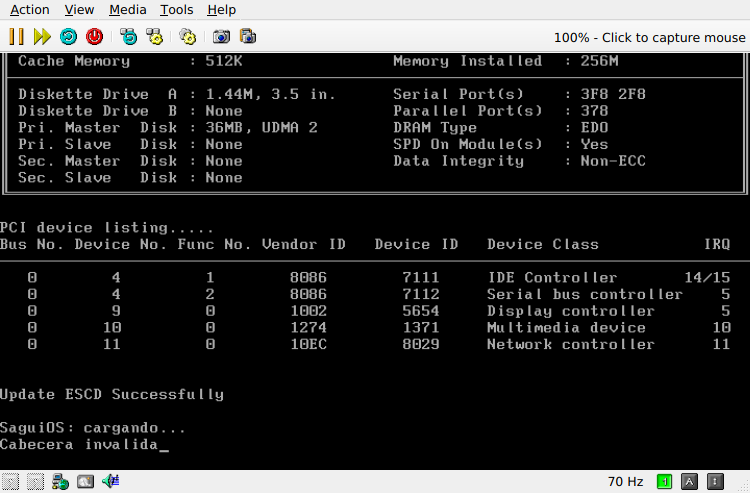 Action View Media Tools Help
100% - Click to capture mouse
Cache Memory : 512K Memory Installed : 256M
Diskette Drive A : 1.44M, 3.5 in. Serial Port(s) : 3F8 2F8
Diskette Drive B : None Parallel Port(s) : 378
Pri. Master Disk : 36MB, UDMA 2 DRAM Type : EDO
Pri. Slave Disk : None SPD On Module(s) : Yes
Sec. Master Disk : None Data Integrity : Non-ECC
Sec. Slave Disk : None
PCI device listing.....
Bus No. Device No. Func No. Vendor ID Device ID Device Class IRQ
0 4 1 8086 7111 IDE Controller 14/15
0 4 2 8086 7112 Serial bus controller 5
0 9 0 1002 5654 Display controller 5
0 10 0 1274 1371 Multimedia device 10
0 11 0 10EC 8029 Network controller 11
Update ESCD Successfully
SaguiOS: cargando...
Cabecera invalida_
70 Hz A